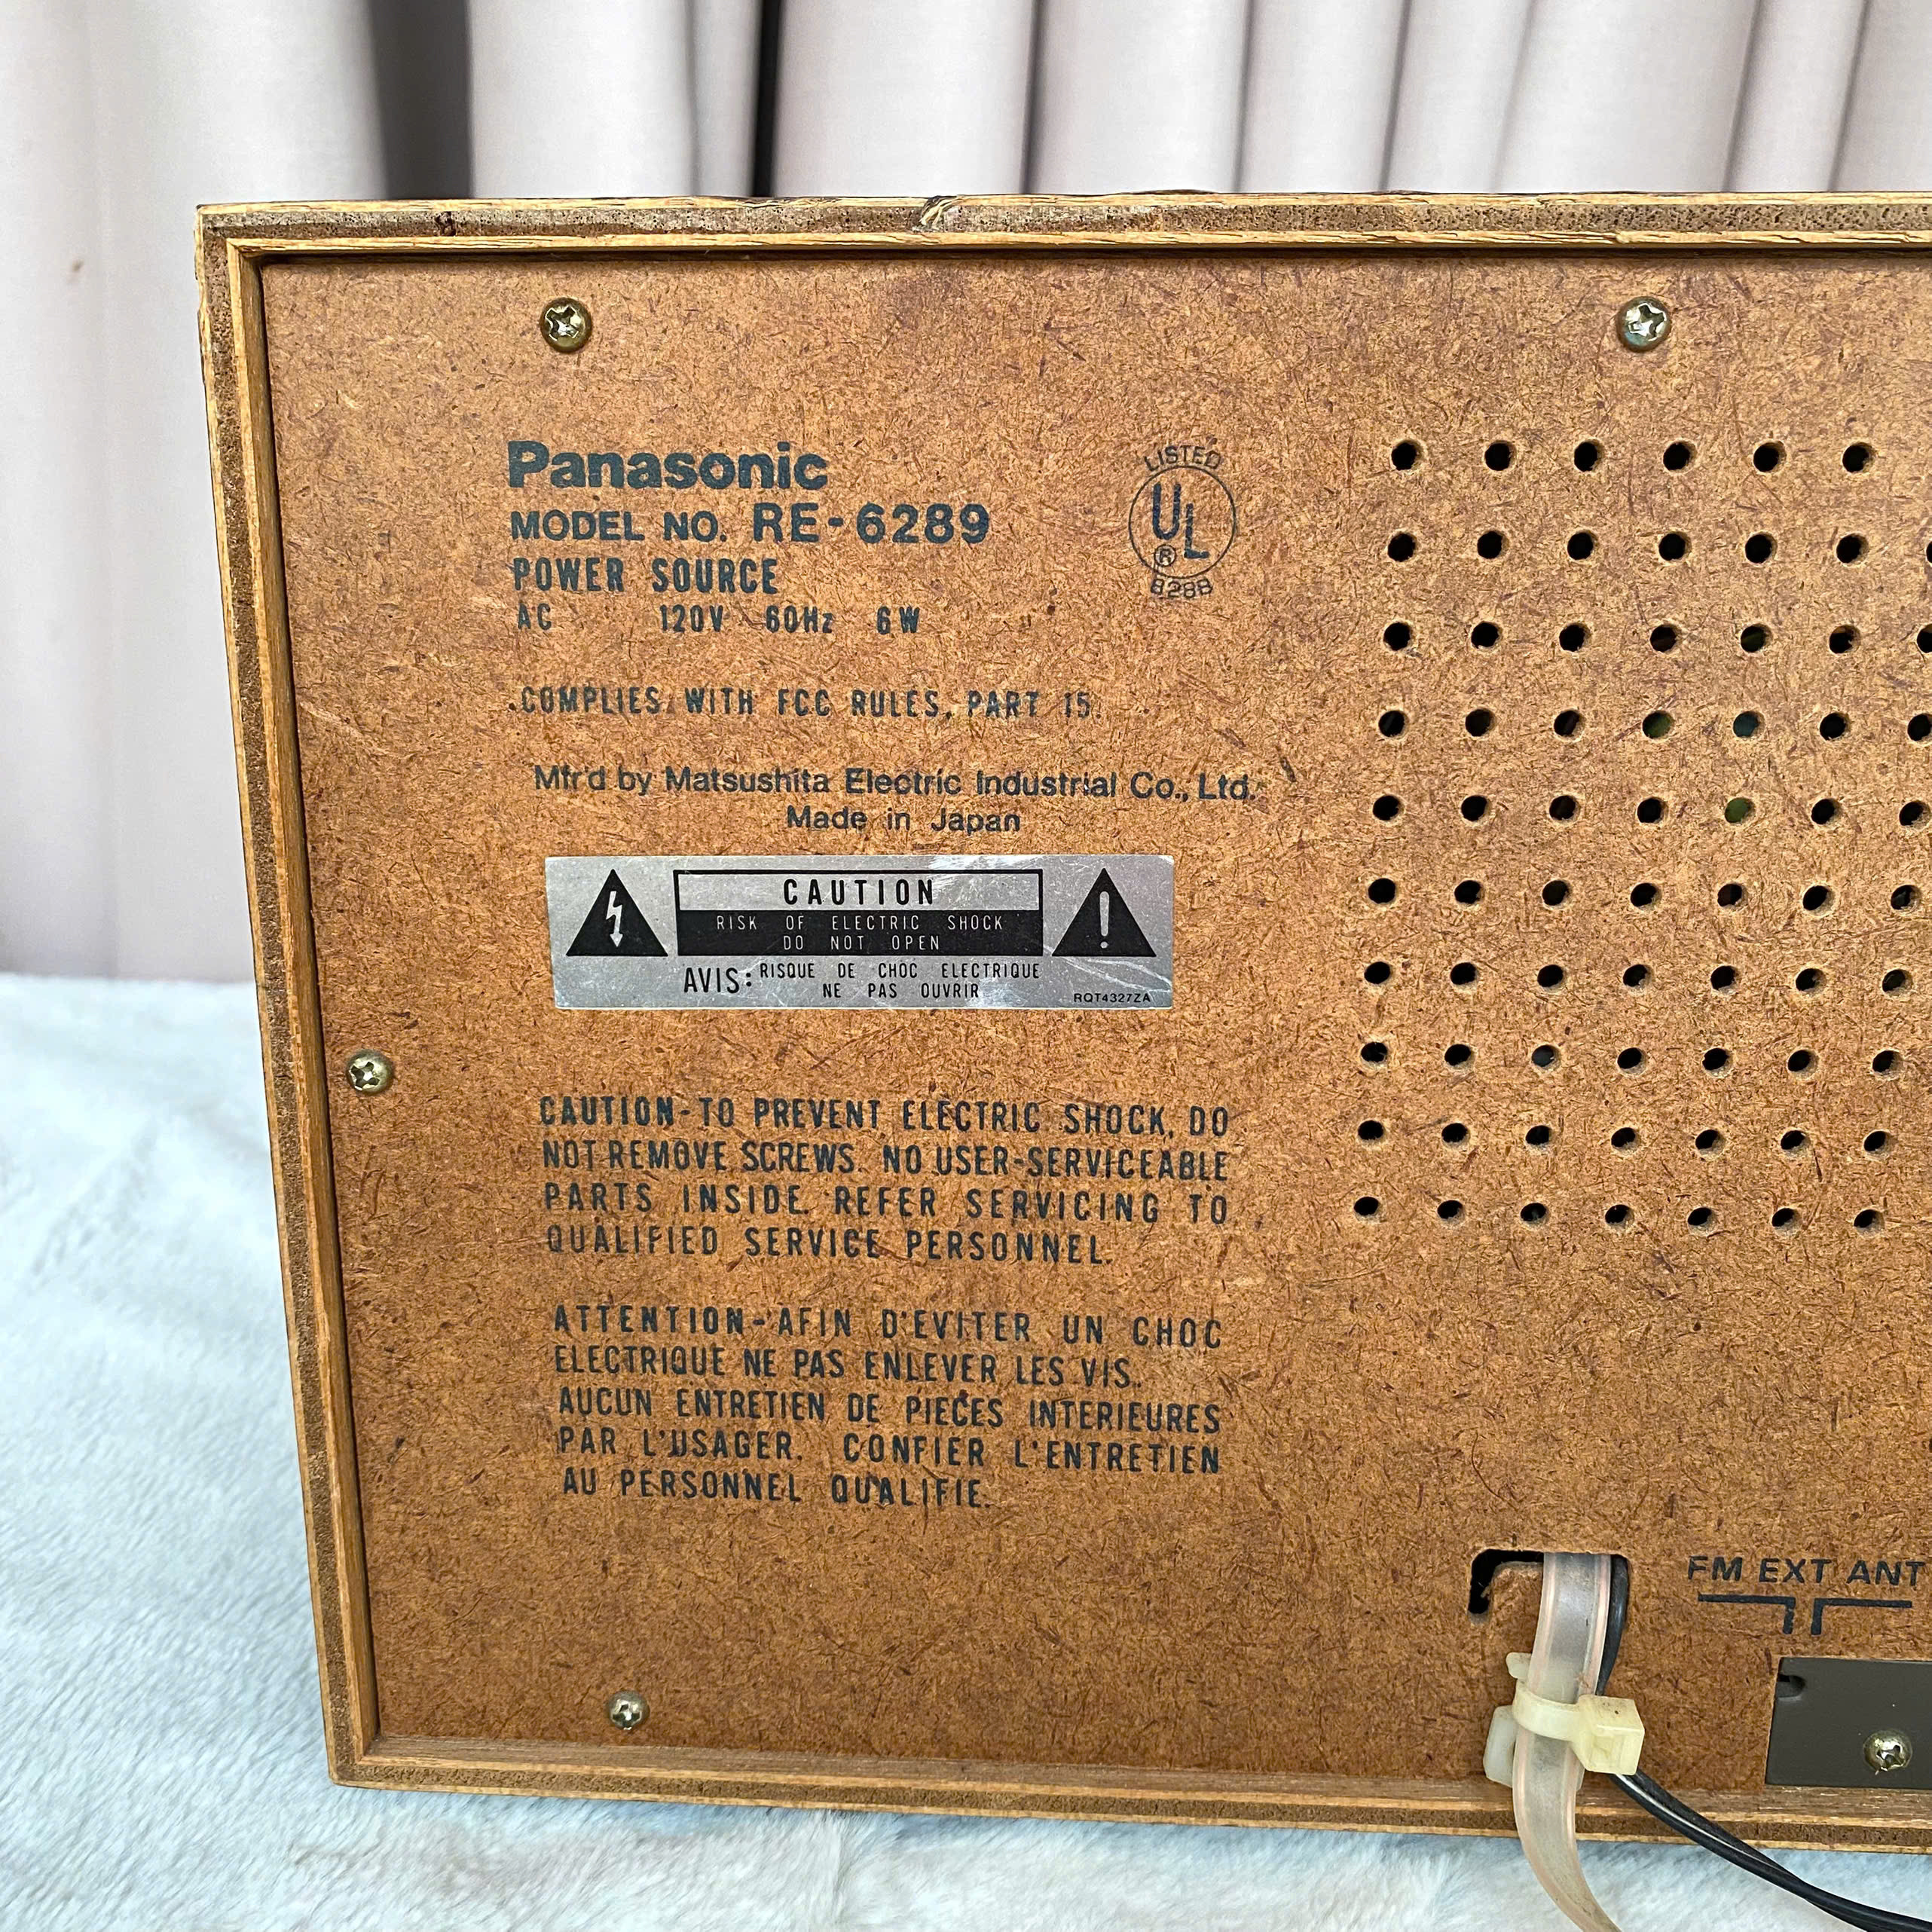 Panasonic
MODEL NO. RE-6289
POWER SOURCE
AC 120V 60Hz 6W
LISTED
UL
®
828B
COMPLIES WITH FCC RULES, PART 15.
Mfr'd by Matsushita Electric Industrial Co., Ltd.
Made in Japan
CAUTION
RISK OF ELECTRIC SHOCK
DO NOT OPEN
AVIS: RISQUE DE CHOC ELECTRIQUE
NE PAS OUVRIR
RQT4327ZA
CAUTION-TO PREVENT ELECTRIC SHOCK, DO
NOT REMOVE SCREWS. NO USER-SERVICEABLE
PARTS INSIDE. REFER SERVICING TO
QUALIFIED SERVICE PERSONNEL.
ATTENTION-AFIN D'EVITER UN CHOC
ELECTRIQUE NE PAS ENLEVER LES VIS.
AUCUN ENTRETIEN DE PIECES INTERIEURES
PAR L'USAGER. CONFIER L'ENTRETIEN
AU PERSONNEL QUALIFIE.
FM EXT ANT